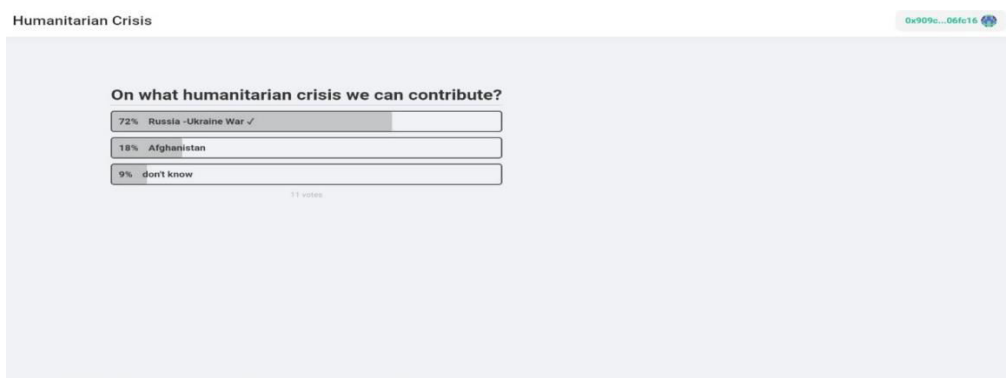 Humanitarian Crisis
0x909c...06fc16
On what humanitarian crisis we can contribute?
72% Russia -Ukraine War ✓
18% Afghanistan
9% don't know
11 votes